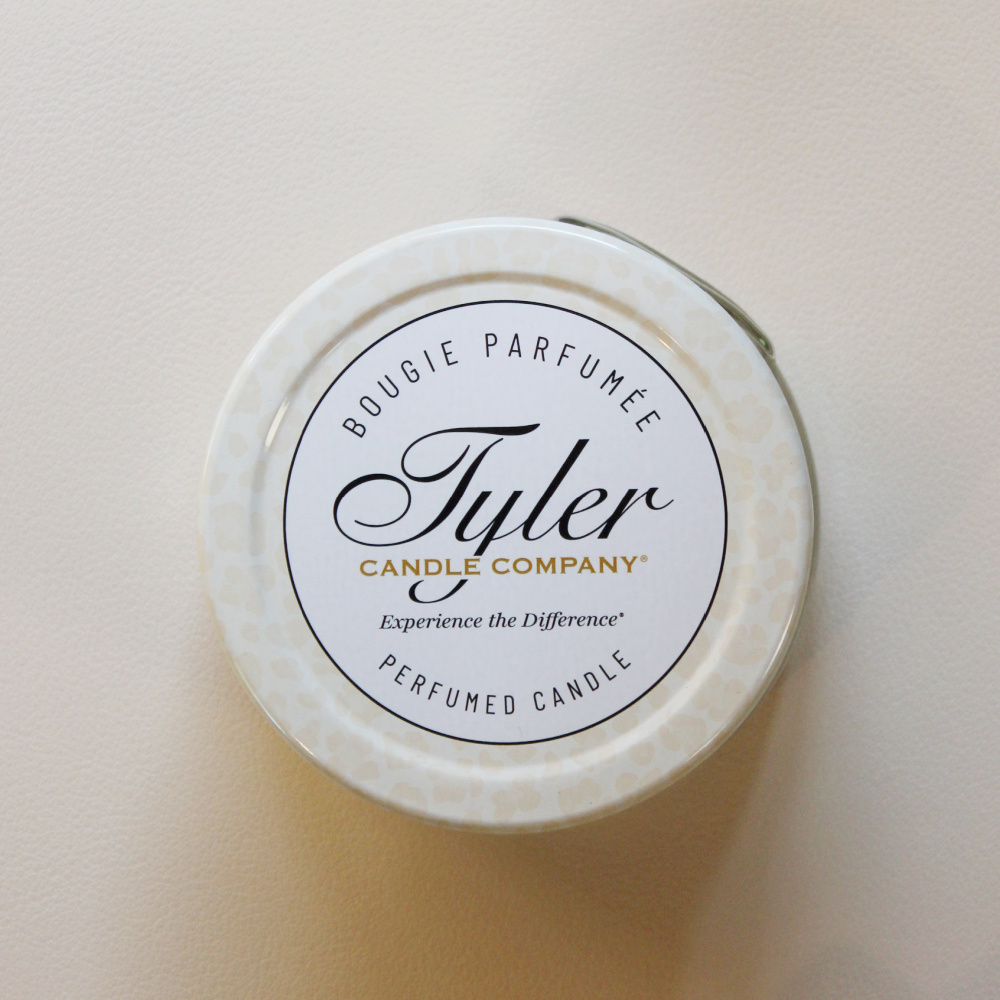 BOUGIE PARFUMÉE
Tyler
CANDLE COMPANY®
Experience the Difference®
PERFUMED CANDLE